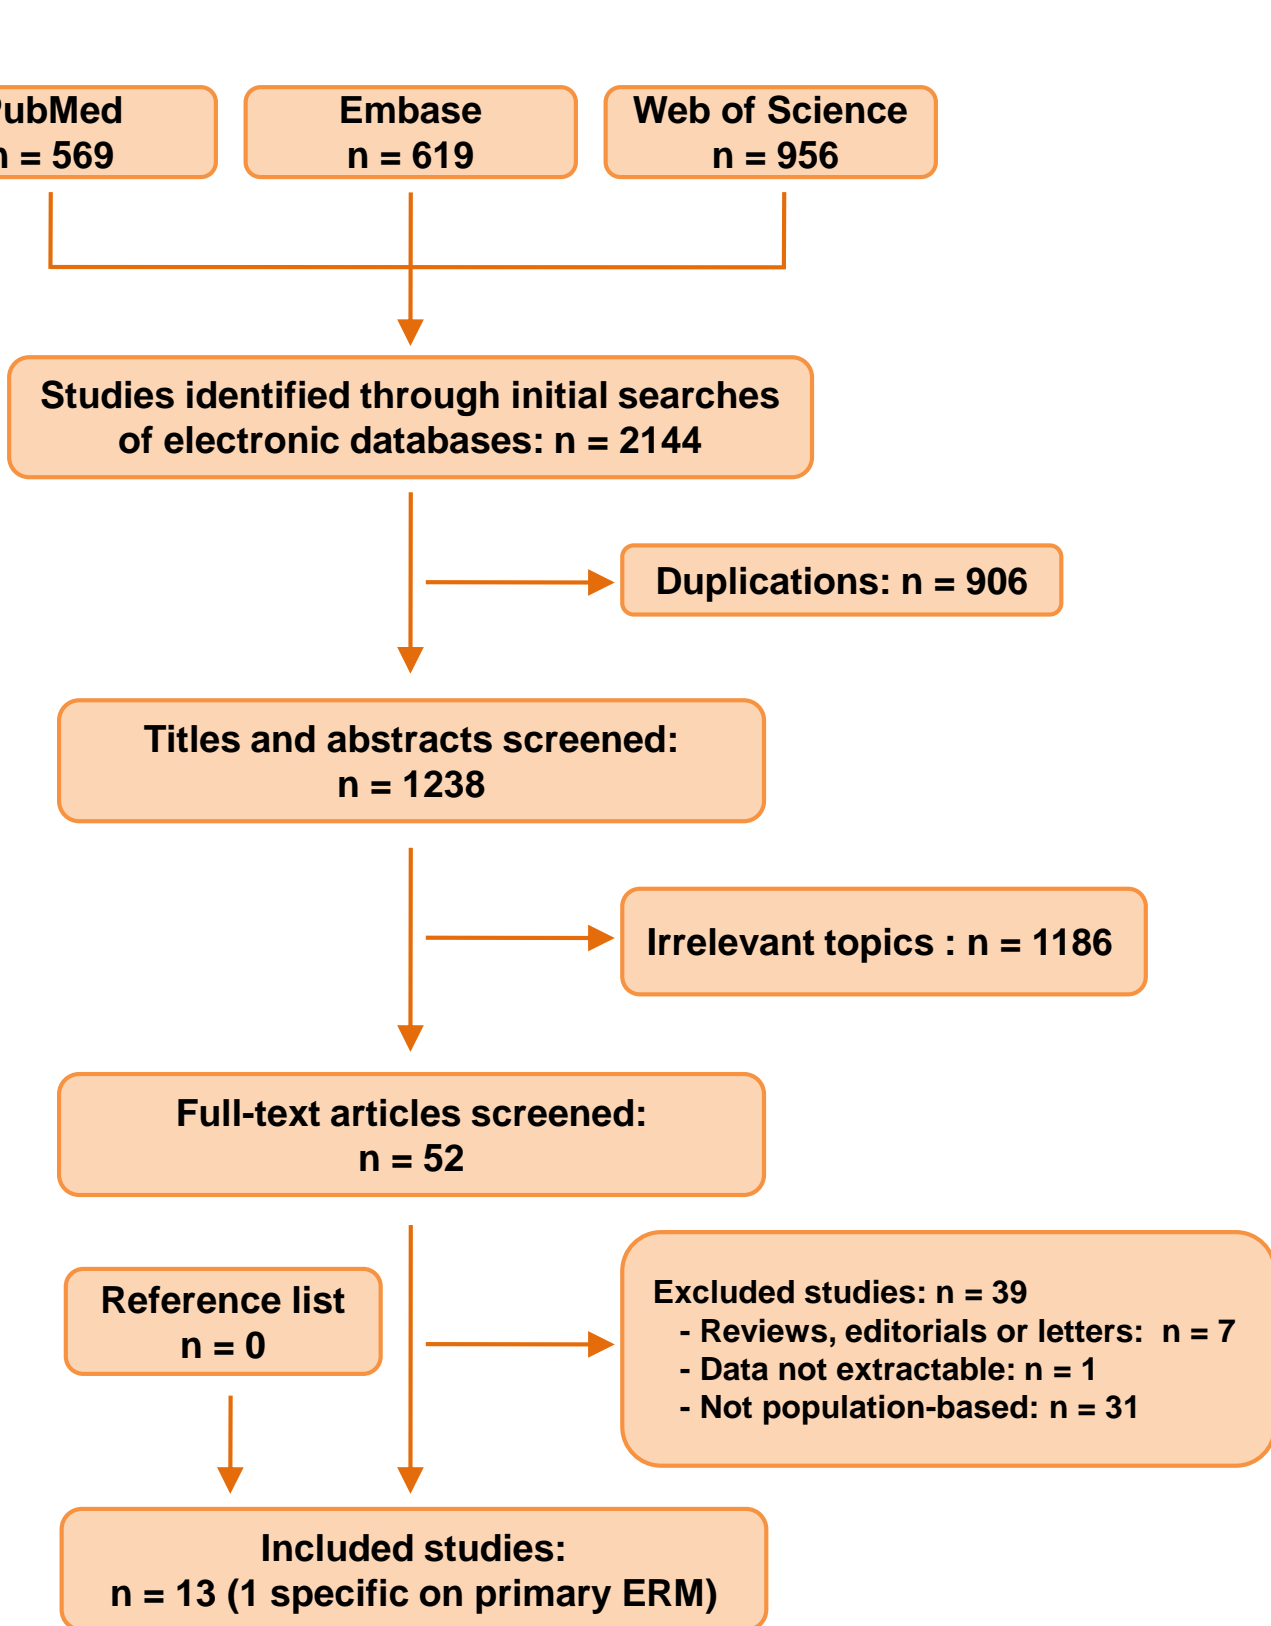 PubMed
Embase
Web of Science
n = 569
n = 619
n = 956
Studies identified through initial searches
of electronic databases: n = 2144
Duplications: n = 906
Titles and abstracts screened:
n = 1238
Irrelevant topics : n = 1186
Full-text articles screened:
n = 52
Reference list
n = 0
Excluded studies: n = 39
- Reviews, editorials or letters:  n = 7
- Data not extractable: n = 1
- Not population-based: n = 31
Included studies:
n = 13 (1 specific on primary ERM)